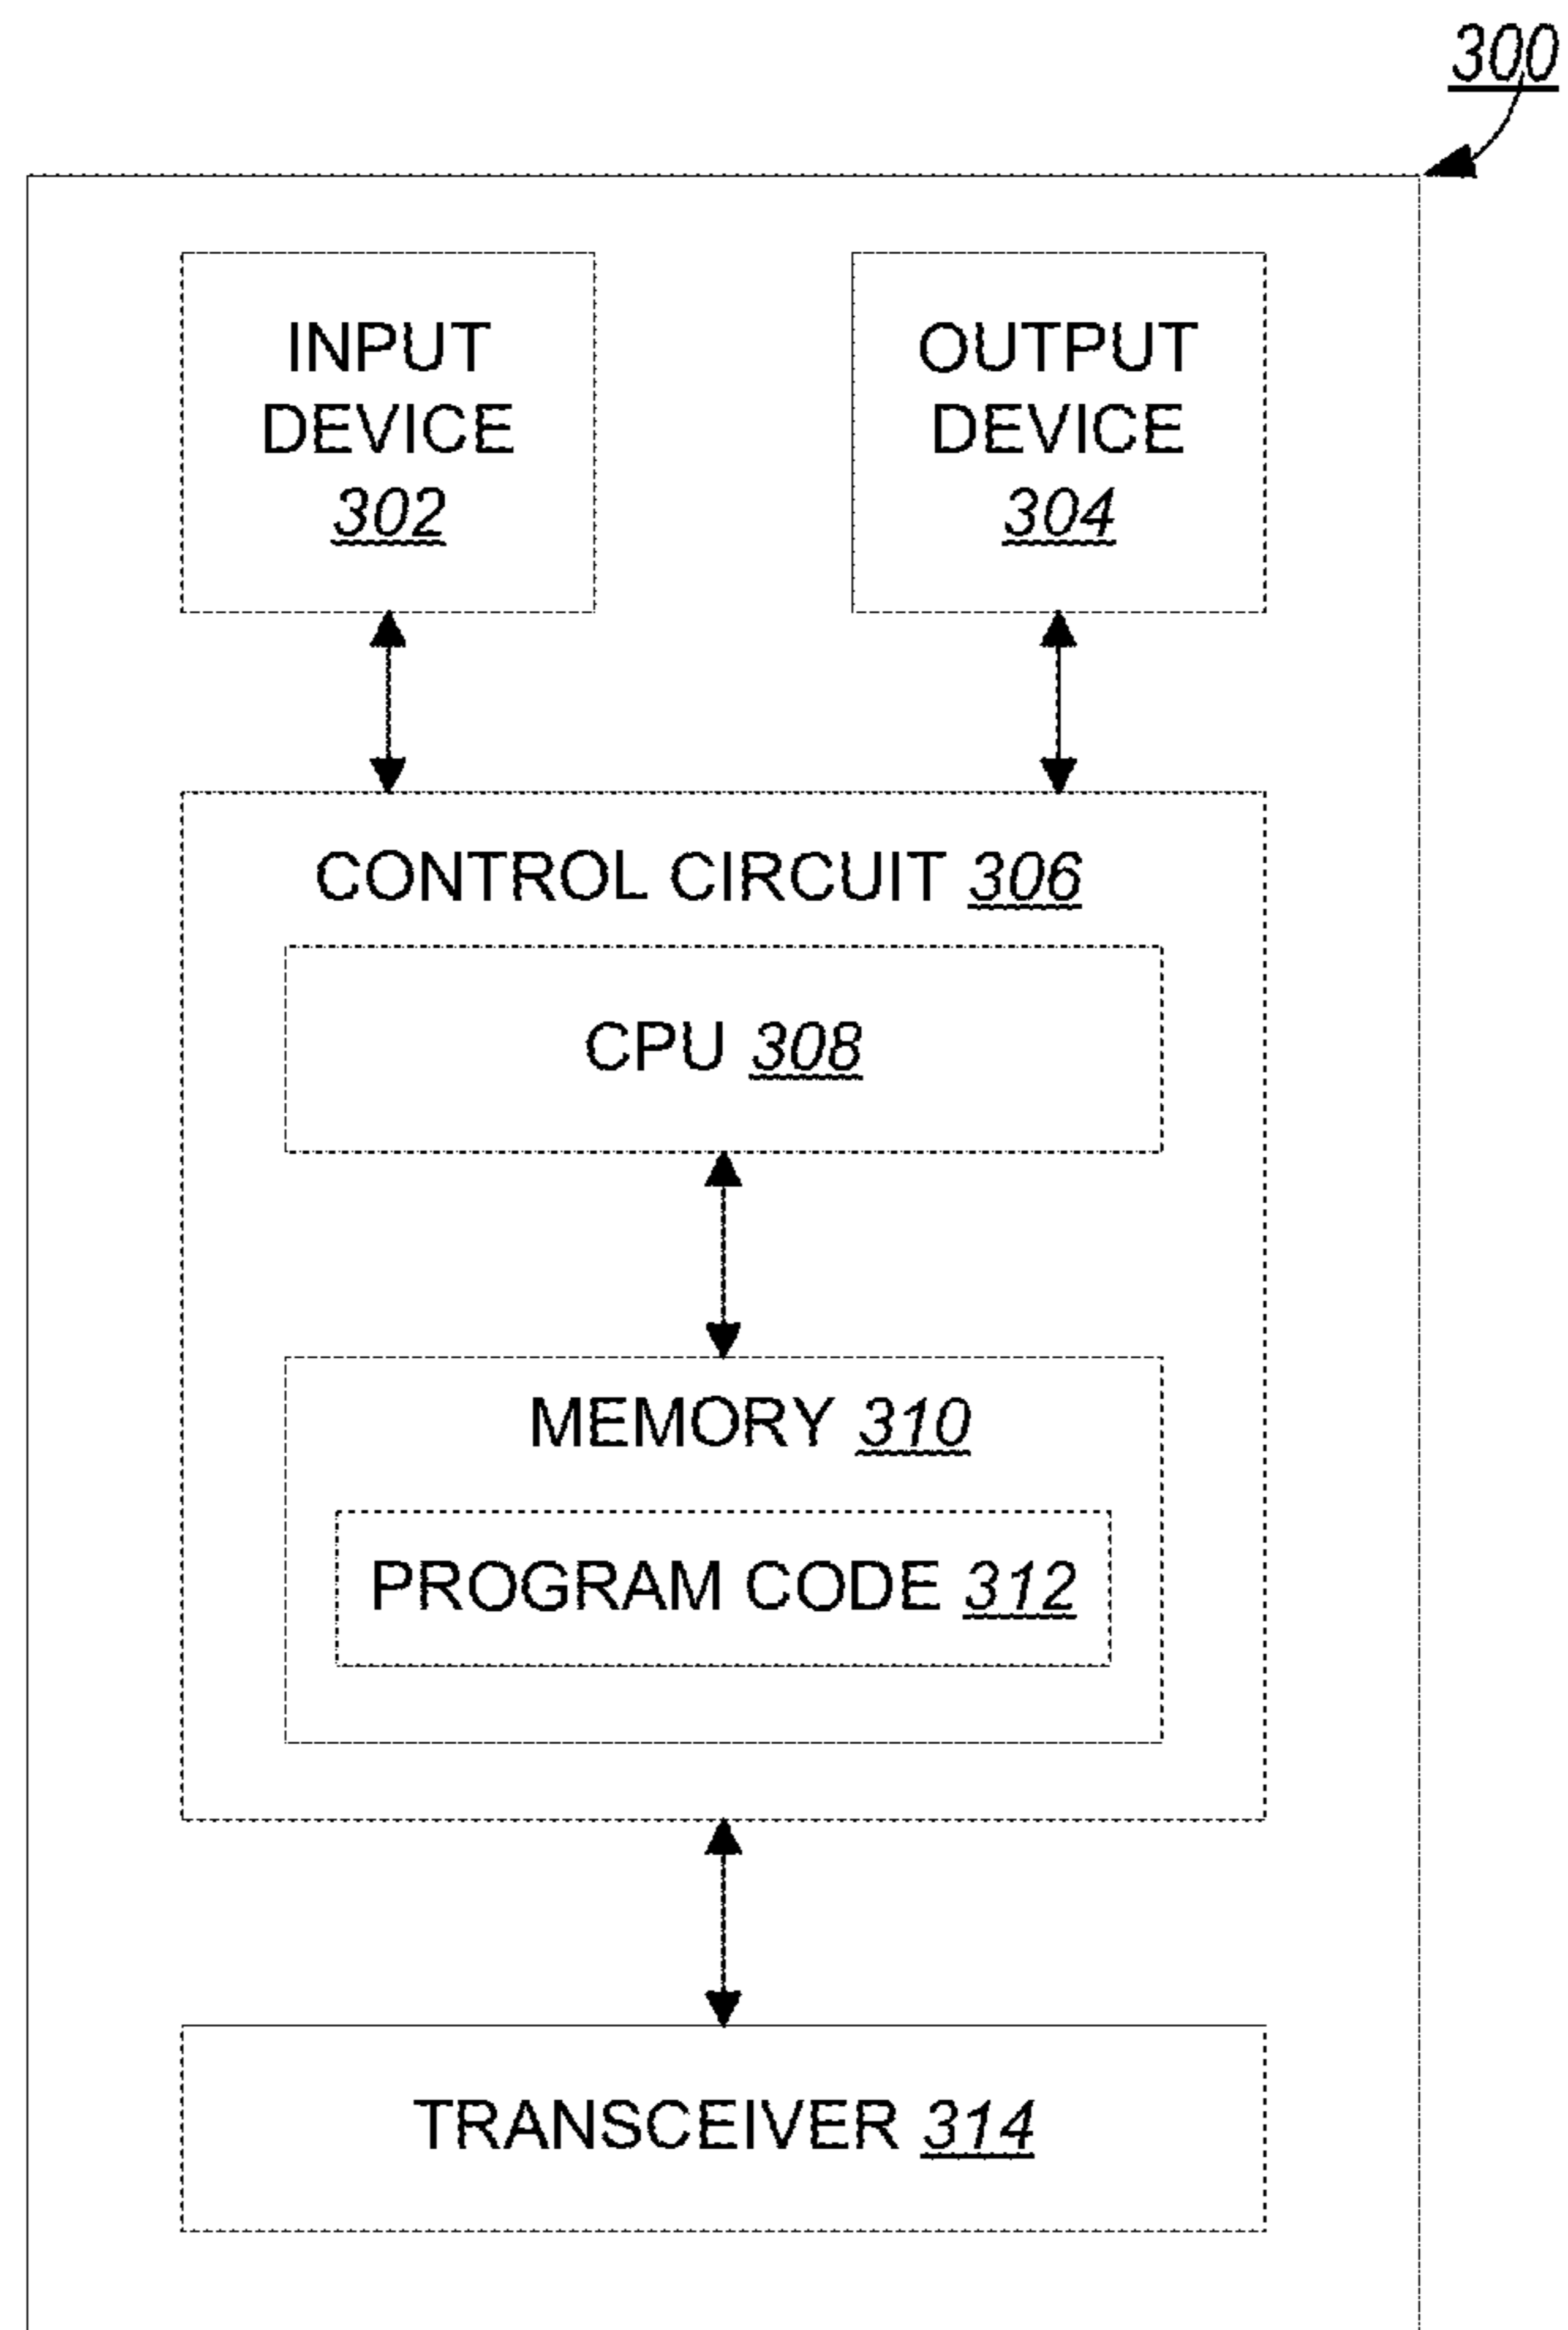 300
INPUT
DEVICE
302
OUTPUT
DEVICE
304
CONTROL CIRCUIT 306
CPU 308
MEMORY 310
PROGRAM CODE 312
TRANSCEIVER 314